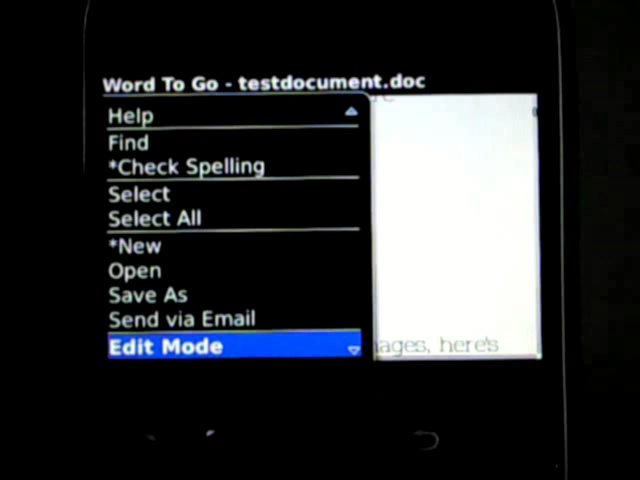 Word To Go - testdocument.doc
Help
Find
*Check Spelling
Select
Select All
*New
Open
Save As
Send via Email
Edit Mode
ages, here's